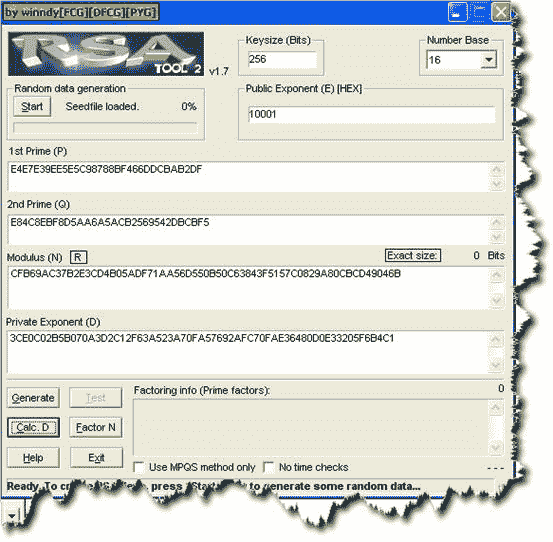 by winndy[FCG][DFCG][PYG]
RSA
TOOL 2 v1.7
Keysize (Bits)
256
Number Base
16
Random data generation
Start Seedfile loaded. 0%
Public Exponent (E) [HEX]
10001
1st Prime (P)
E4E7E39EE5E5C98788BF466DDCBAB2DF
2nd Prime (Q)
E84C8EBF8D5AA6A5ACB2569542DBCBF5
Modulus (N) R Exact size: 0 Bits
CFB69AC37B2E3CD4B05ADF71AA56D550B50C63843F5157C0829A80CBCD49046B
Private Exponent (D)
3CE0C02B5B070A3D2C12F63A523A70FA57692AFC70FAE36480D0E33205F6B4C1
Generate Test
Factoring info (Prime factors): 0
Calc. D Factor N
Help Exit
Use MPQS method only No time checks ---
Ready. To press to generate some random data...